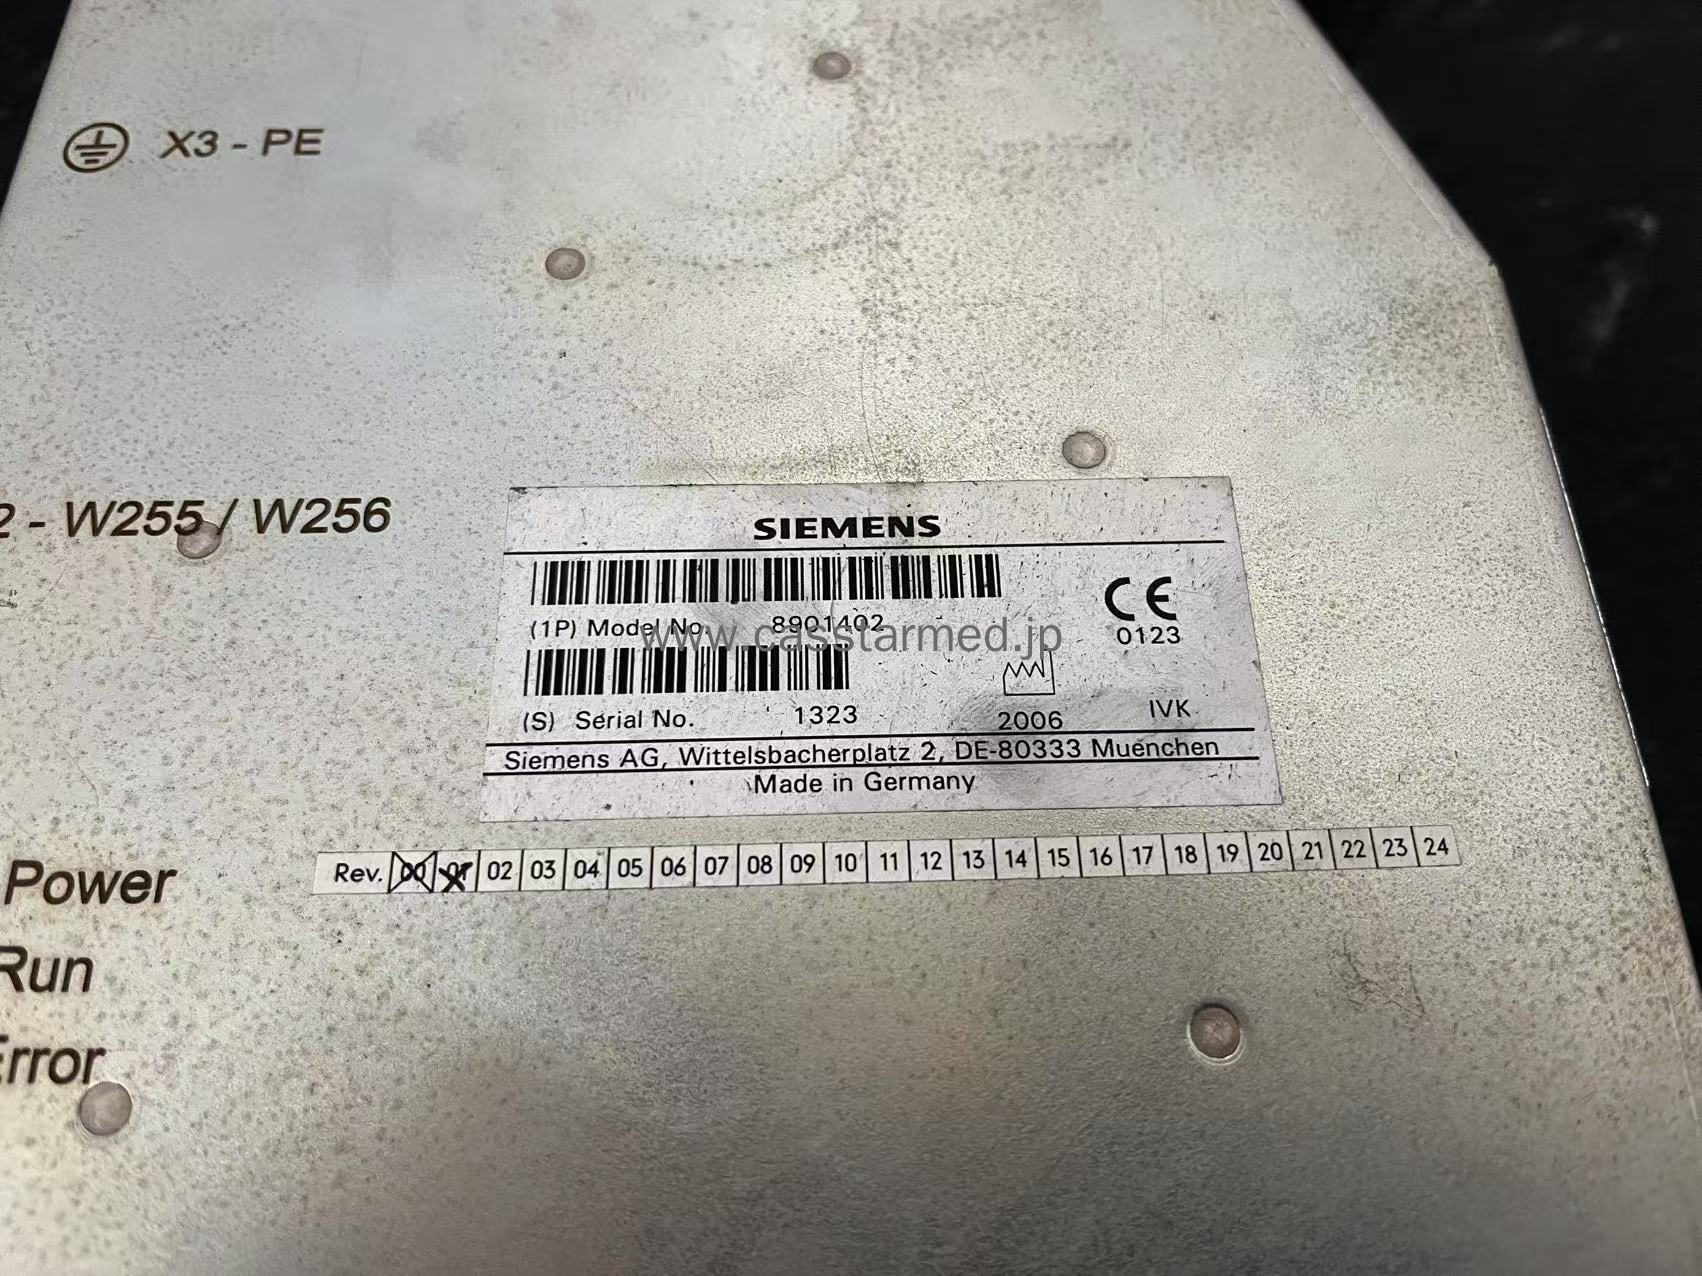 X3 - PE
2 - W255 / W256
SIEMENS
(1P) Model No. 8901402
www.casstarmed.jp
CE
0123
(S) Serial No. 1323
2006
IVK
Siemens AG, Wittelsbacherplatz 2, DE-80333 Muenchen
Made in Germany
Rev. 00 01 02 03 04 05 06 07 08 09 10 11 12 13 14 15 16 17 18 19 20 21 22 23 24
Power
Run
Error